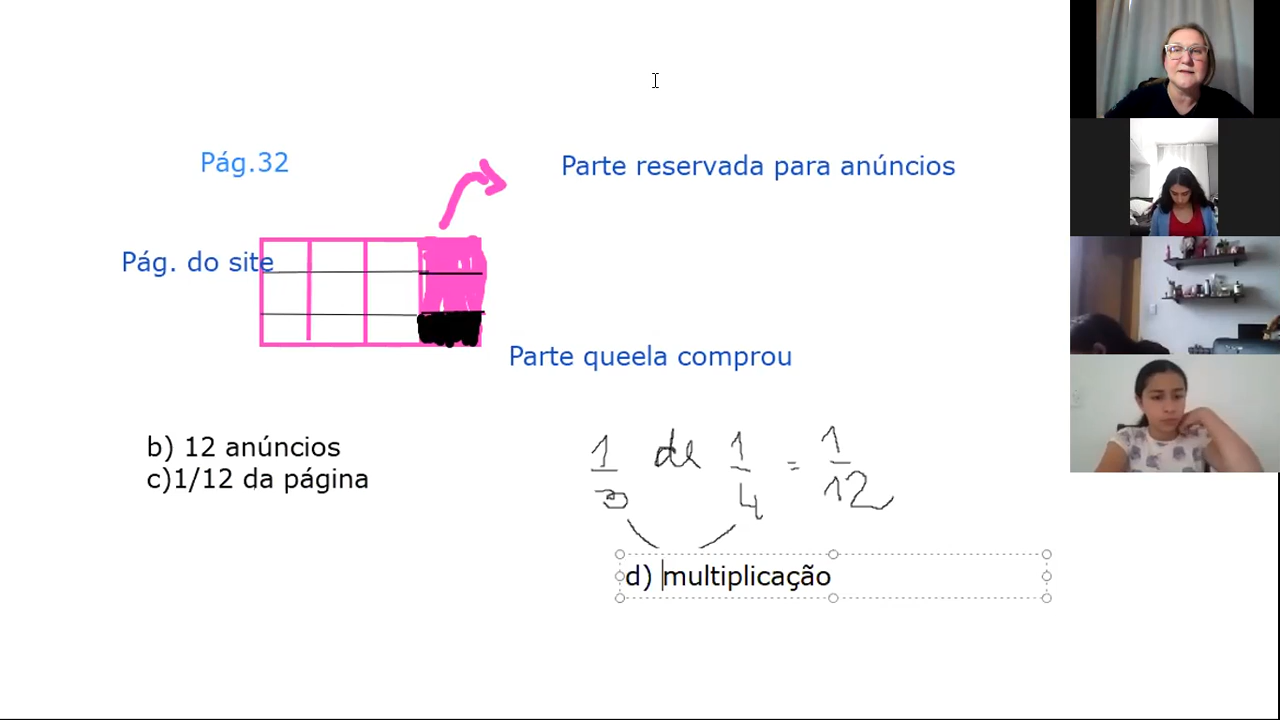 Pág.32
Parte reservada para anúncios
Pág. do site
Parte queela comprou
b) 12 anúncios
c)1/12 da página
1/3 de 1/4 = 1/12
d) multiplicação